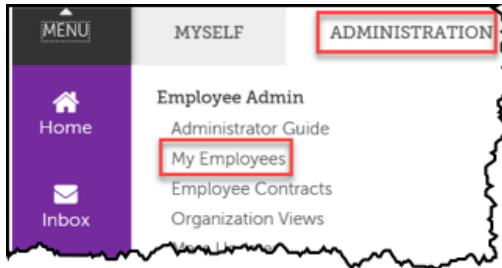 MENU
MYSELF
ADMINISTRATION
Home
Inbox
Employee Admin
Administrator Guide
My Employees
Employee Contracts
Organization Views